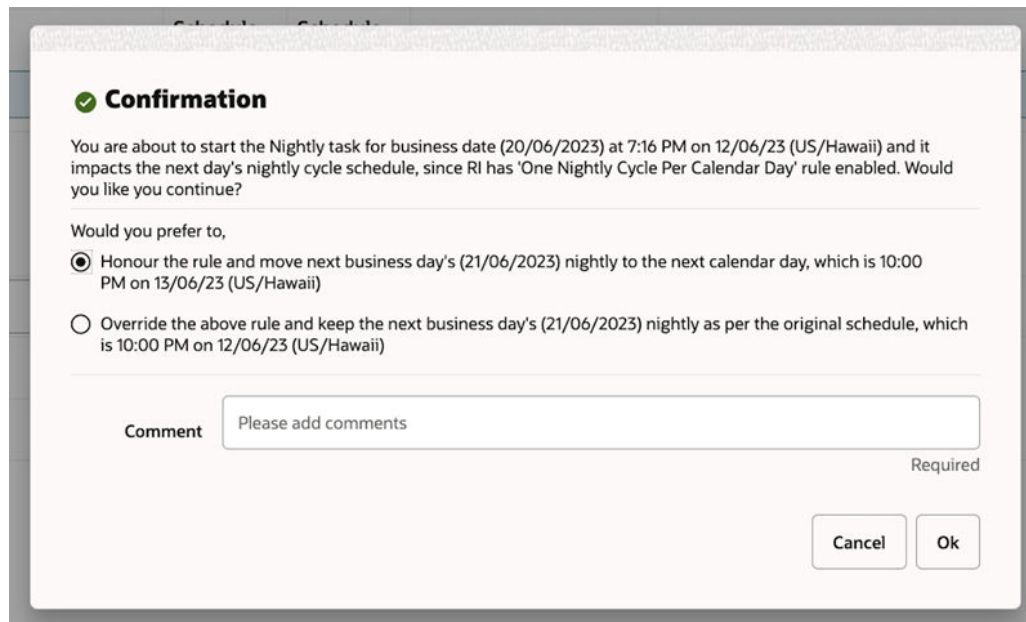 Confirmation
You are about to start the Nightly task for business date (20/06/2023) at 7:16 PM on 12/06/23 (US/Hawaii) and it
impacts the next day's nightly cycle schedule, since RI has 'One Nightly Cycle Per Calendar Day' rule enabled. Would
you like you continue?
Would you prefer to,
Honour the rule and move next business day's (21/06/2023) nightly to the next calendar day, which is 10:00
PM on 13/06/23 (US/Hawaii)
Override the above rule and keep the next business day's (21/06/2023) nightly as per the original schedule, which
is 10:00 PM on 12/06/23 (US/Hawaii)
Comment
Please add comments
Required
Cancel
Ok